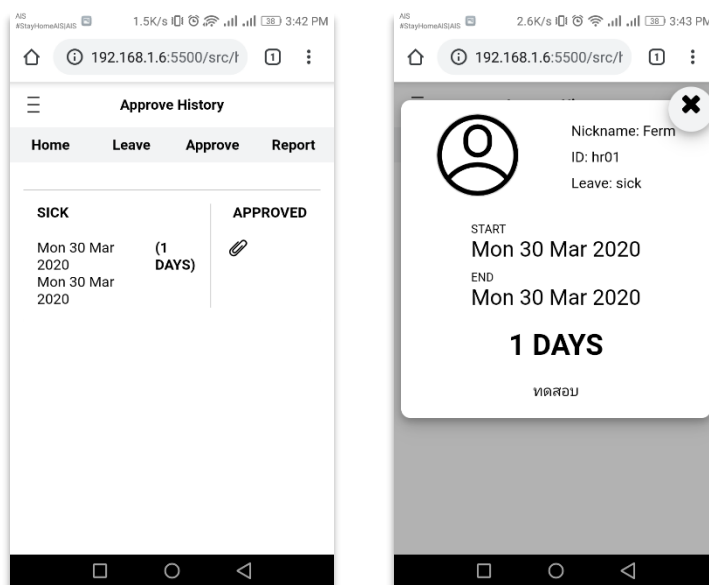 AIS
#StayHomeAIS|AIS
1.5K/s
38
3:42 PM
192.168.1.6:5500/src/h
1
Approve History
Home Leave Approve Report
SICK
APPROVED
Mon 30 Mar
2020
Mon 30 Mar
2020
(1
DAYS)
AIS
#StayHomeAIS|AIS
2.6K/s
38
3:43 PM
192.168.1.6:5500/src/h
1
Nickname: Ferm
ID: hr01
Leave: sick
START
Mon 30 Mar 2020
END
Mon 30 Mar 2020
1 DAYS
ทดสอบ